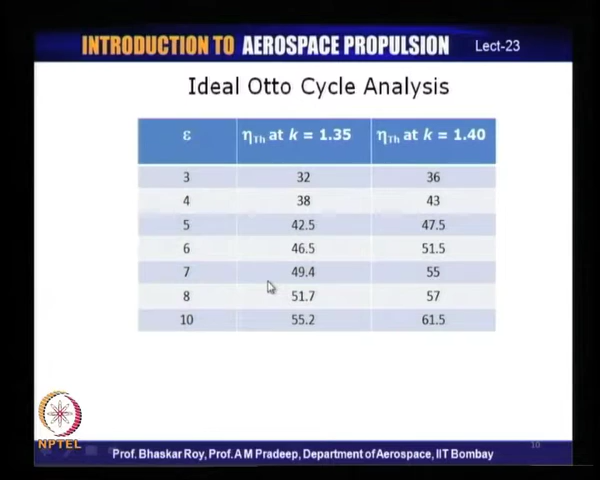 INTRODUCTION TO AEROSPACE PROPULSION Lect-23
Ideal Otto Cycle Analysis
ε ηTh at k = 1.35 ηTh at k = 1.40
3 32 36
4 38 43
5 42.5 47.5
6 46.5 51.5
7 49.4 55
8 51.7 57
10 55.2 61.5
NPTEL
10
Prof. Bhaskar Roy, Prof. A M Pradeep, Department of Aerospace, IIT Bombay